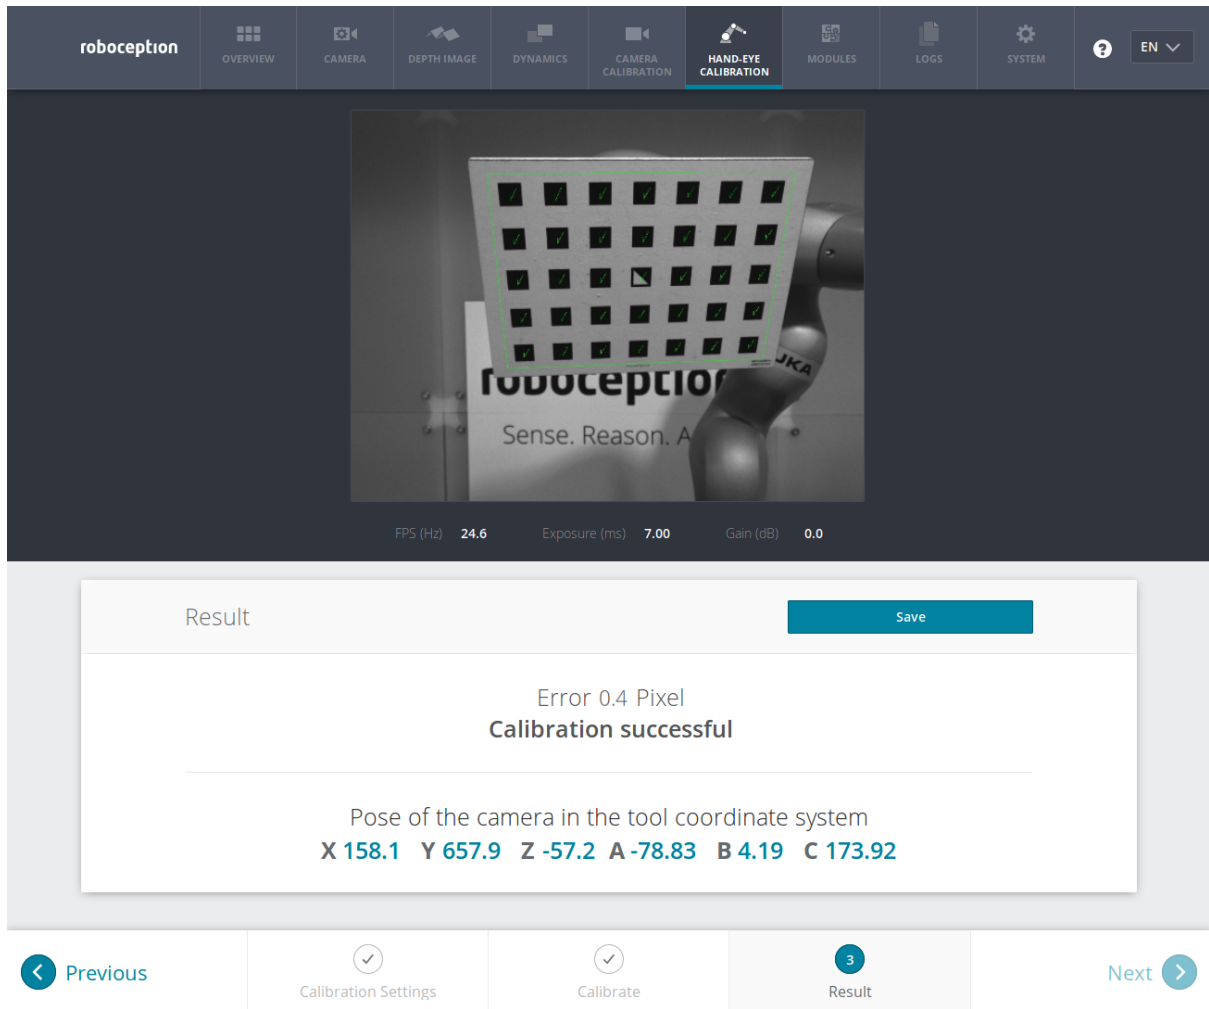 roboception
OVERVIEW
CAMERA
DEPTH IMAGE
DYNAMICS
CAMERA
CALIBRATION
HAND-EYE
CALIBRATION
MODULES
LOGS
SYSTEM
?
EN
roboception
Sense. Reason. A
UKA
FPS (Hz) 24.6 Exposure (ms) 7.00 Gain (dB) 0.0
Result
Save
Error 0.4 Pixel
Calibration successful
Pose of the camera in the tool coordinate system
X 158.1 Y 657.9 Z -57.2 A -78.83 B 4.19 C 173.92
Previous
Calibration Settings
Calibrate
3
Result
Next